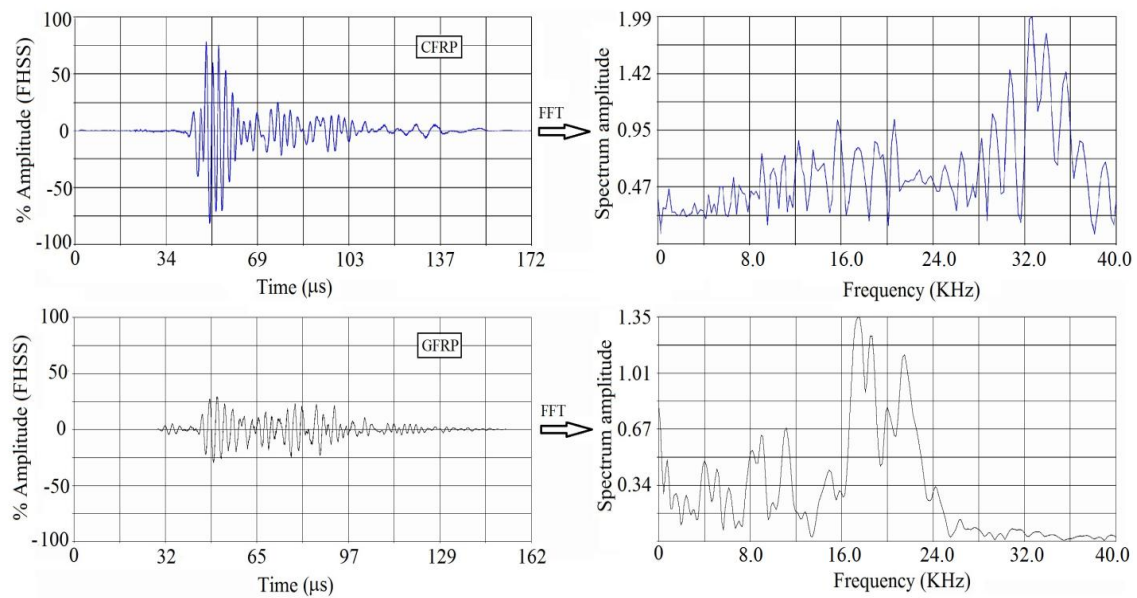 % Amplitude (FHSS)
100
50
0
-50
-100
CFRP
0 34 69 103 137 172
Time (µs)
FFT
Spectrum amplitude
1.99
1.42
0.95
0.47
0 8.0 16.0 24.0 32.0 40.0
Frequency (KHz)
% Amplitude (FHSS)
100
50
0
-50
-100
GFRP
0 32 65 97 129 162
Time (µs)
FFT
Spectrum amplitude
1.35
1.01
0.67
0.34
0 8.0 16.0 24.0 32.0 40.0
Frequency (KHz)